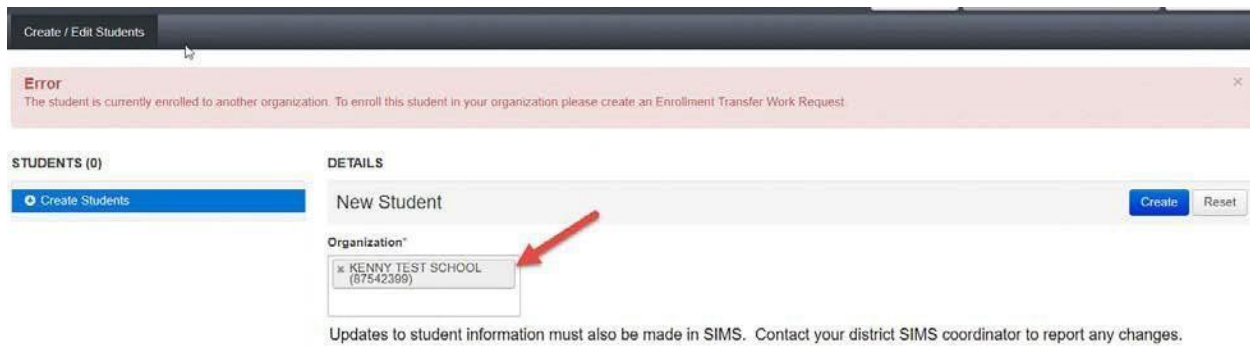 Create / Edit Students
Error
The student is currently enrolled to another organization. To enroll this student in your organization please create an Enrollment Transfer Work Request
×
STUDENTS (0)
DETAILS
Create Students
New Student
Create
Reset
Organization*
× KENNY TEST SCHOOL
(87542399)
Updates to student information must also be made in SIMS. Contact your district SIMS coordinator to report any changes.